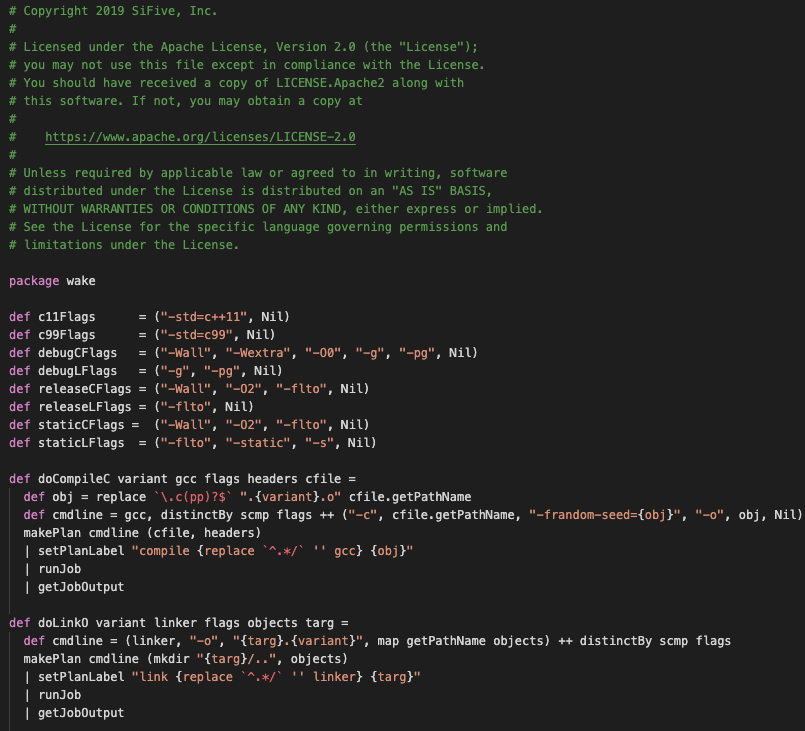 # Copyright 2019 SiFive, Inc.
#
# Licensed under the Apache License, Version 2.0 (the "License");
# you may not use this file except in compliance with the License.
# You should have received a copy of LICENSE.Apache2 along with
# this software. If not, you may obtain a copy at
#
#    https://www.apache.org/licenses/LICENSE-2.0
#
# Unless required by applicable law or agreed to in writing, software
# distributed under the License is distributed on an "AS IS" BASIS,
# WITHOUT WARRANTIES OR CONDITIONS OF ANY KIND, either express or implied.
# See the License for the specific language governing permissions and
# limitations under the License.

package wake

def c11Flags      = ("-std=c++11", Nil)
def c99Flags      = ("-std=c99", Nil)
def debugCFlags   = ("-Wall", "-Wextra", "-O0", "-g", "-pg", Nil)
def debugLFlags   = ("-g", "-pg", Nil)
def releaseCFlags = ("-Wall", "-O2", "-flto", Nil)
def releaseLFlags = ("-flto", Nil)
def staticCFlags =  ("-Wall", "-O2", "-flto", Nil)
def staticLFlags  = ("-flto", "-static", "-s", Nil)

def doCompileC variant gcc flags headers cfile =
  def obj = replace `\.c(pp)?$` ".{variant}.o" cfile.getPathName
  def cmdline = gcc, distinctBy scmp flags ++ ("-c", cfile.getPathName, "-frandom-seed={obj}", "-o", obj, Nil)
  makePlan cmdline (cfile, headers)
  | setPlanLabel "compile {replace `^.*/` '' gcc} {obj}"
  | runJob
  | getJobOutput

def doLinkO variant linker flags objects targ =
  def cmdline = (linker, "-o", "{targ}.{variant}", map getPathName objects) ++ distinctBy scmp flags
  makePlan cmdline (mkdir "{targ}/..", objects)
  | setPlanLabel "link {replace `^.*/` '' linker} {targ}"
  | runJob
  | getJobOutput